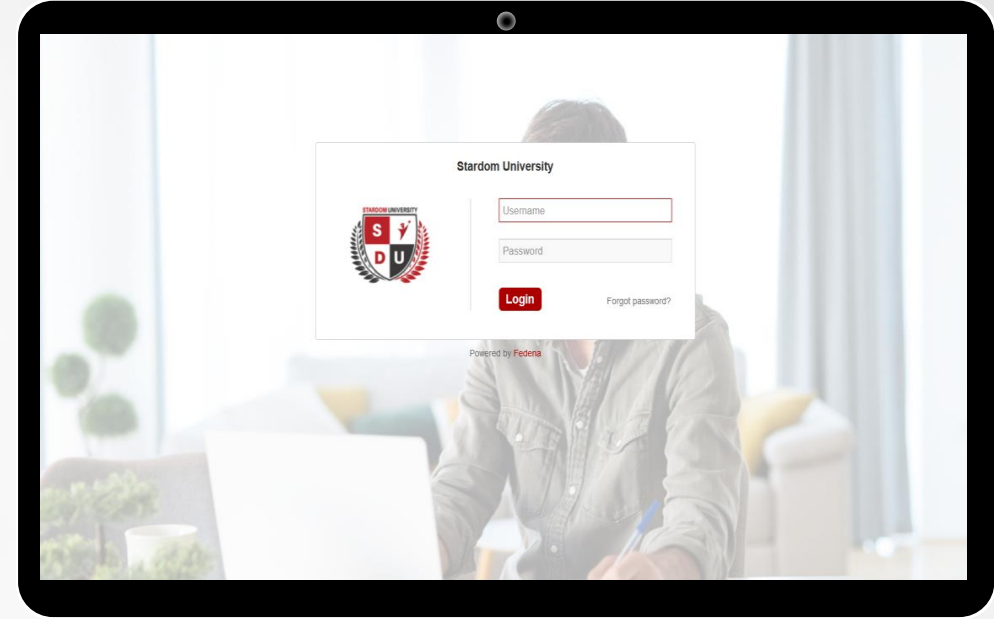 Stardom University
STARDOM UNIVERSITY
S
D U
Username
Password
Login
Forgot password?
Powered by Fedena